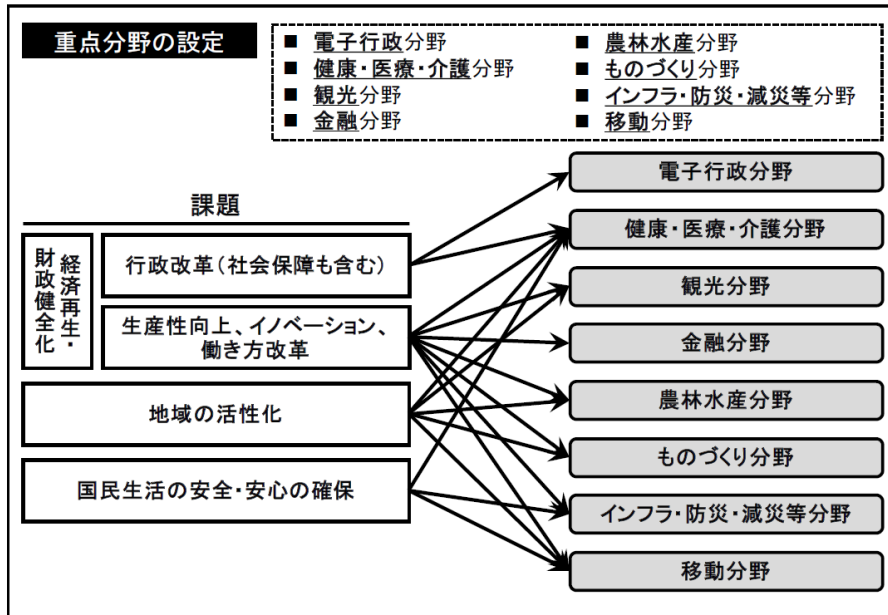 重点分野の設定
■ 電子行政分野
■ 健康・医療・介護分野
■ 観光分野
■ 金融分野
■ 農林水産分野
■ ものづくり分野
■ インフラ・防災・減災等分野
■ 移動分野
課題
経済再生・
財政健全化
行政改革(社会保障も含む)
生産性向上、イノベーション、
働き方改革
地域の活性化
国民生活の安全・安心の確保
電子行政分野
健康・医療・介護分野
観光分野
金融分野
農林水産分野
ものづくり分野
インフラ・防災・減災等分野
移動分野